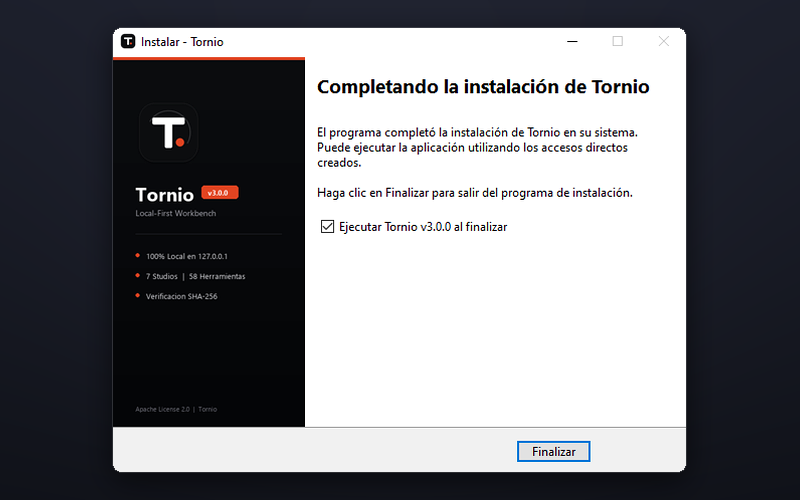 T.
Instalar - Tornio
T.
Tornio v3.0.0
Local-First Workbench
100% Local en 127.0.0.1
7 Studios | 58 Herramientas
Verificacion SHA-256
Apache License 2.0 | Tornio
Completando la instalación de Tornio
El programa completó la instalación de Tornio en su sistema.
Puede ejecutar la aplicación utilizando los accesos directos
creados.
Haga clic en Finalizar para salir del programa de instalación.
Ejecutar Tornio v3.0.0 al finalizar
Finalizar